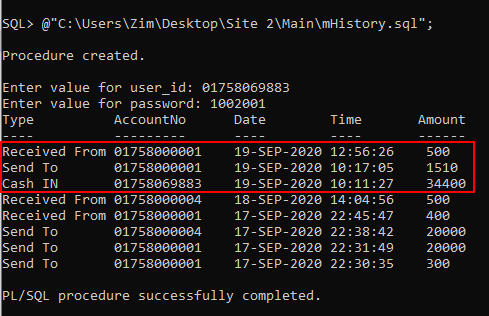 SQL> @"C:\Users\Zim\Desktop\Site 2\Main\mHistory.sql";
Procedure created.
Enter value for user_id: 01758069883
Enter value for password: 1002001
Type AccountNo Date Time Amount
---- --------- ---- ---- ------
Received From 01758000001 19-SEP-2020 12:56:26 500
Send To 01758000001 19-SEP-2020 10:17:05 1510
Cash IN 01758069883 19-SEP-2020 10:11:27 34400
Received From 01758000004 18-SEP-2020 14:04:56 500
Received From 01758000001 17-SEP-2020 22:45:47 400
Send To 01758000004 17-SEP-2020 22:38:42 20000
Send To 01758000001 17-SEP-2020 22:31:49 20000
Send To 01758000001 17-SEP-2020 22:30:35 300
PL/SQL procedure successfully completed.